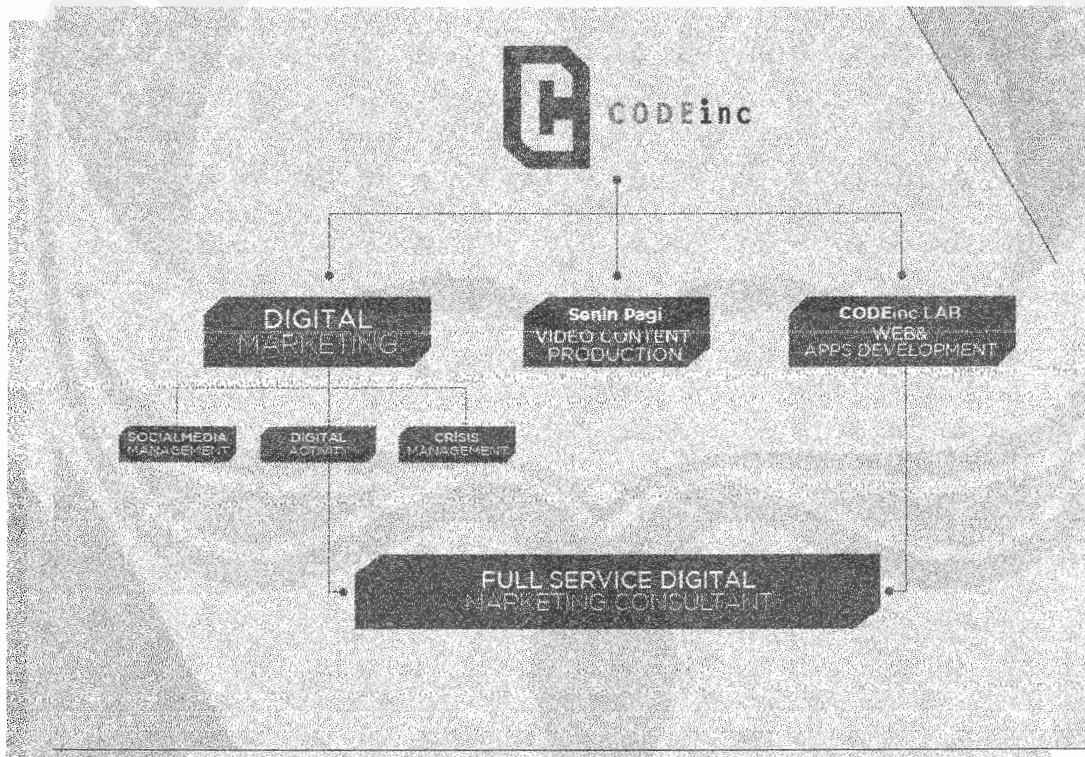 CODEinc
DIGITAL
MARKETING
Senin Pagi
VIDEO CONTENT
PRODUCTION
CODEinc LAB
WEB&
APPS DEVELOPMENT
SOCIALMEDIA
MANAGEMENT
DIGITAL
ACTIVITY
CRISIS
MANAGEMENT
FULL SERVICE DIGITAL
MARKETING CONSULTANT